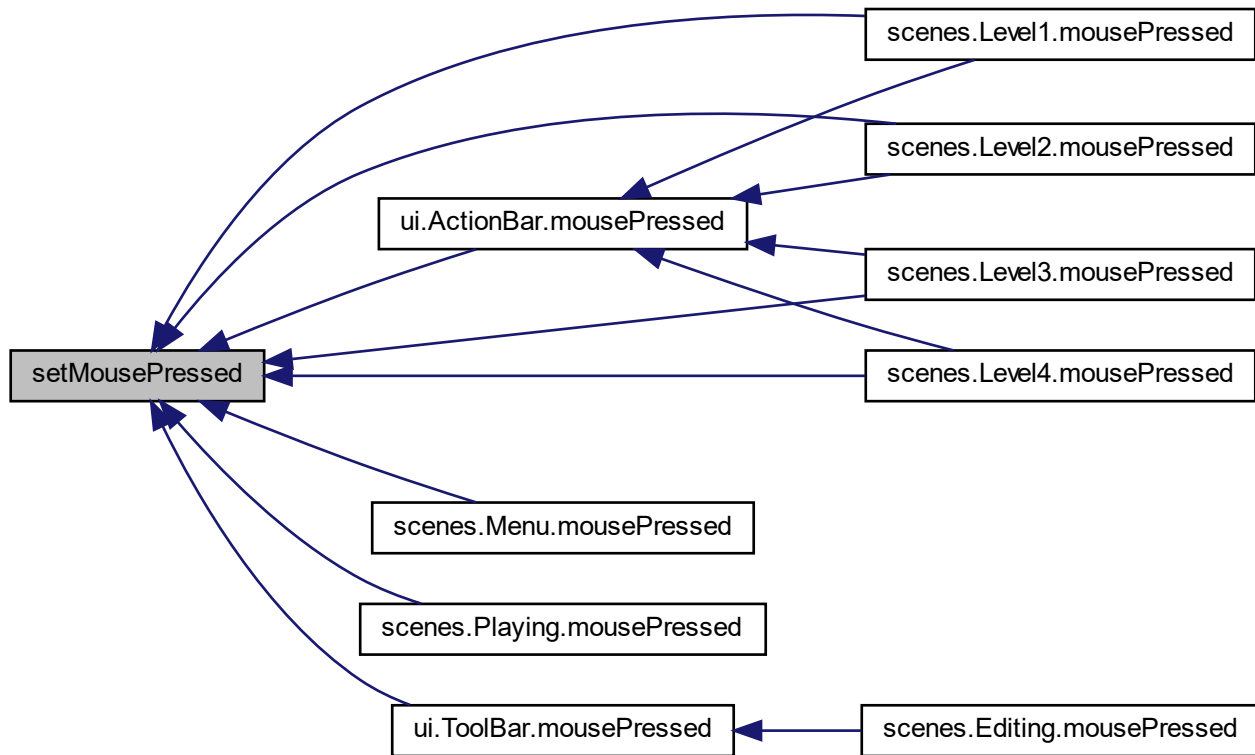 scenes.Level1.mousePressed
scenes.Level2.mousePressed
ui.ActionBar.mousePressed
scenes.Level3.mousePressed
setMousePressed
scenes.Level4.mousePressed
scenes.Menu.mousePressed
scenes.Playing.mousePressed
ui.ToolBar.mousePressed
scenes.Editing.mousePressed